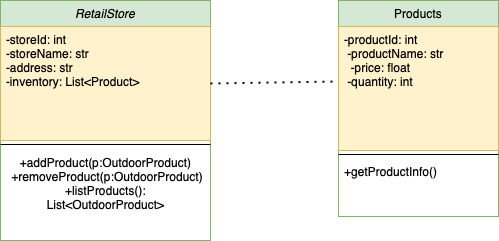 RetailStore
-storeId: int
-storeName: str
-address: str
-inventory: List<Product>
+addProduct(p:OutdoorProduct)
+removeProduct(p:OutdoorProduct)
+listProducts():
List<OutdoorProduct>
Products
-productId: int
-productName: str
-price: float
-quantity: int
+getProductInfo()